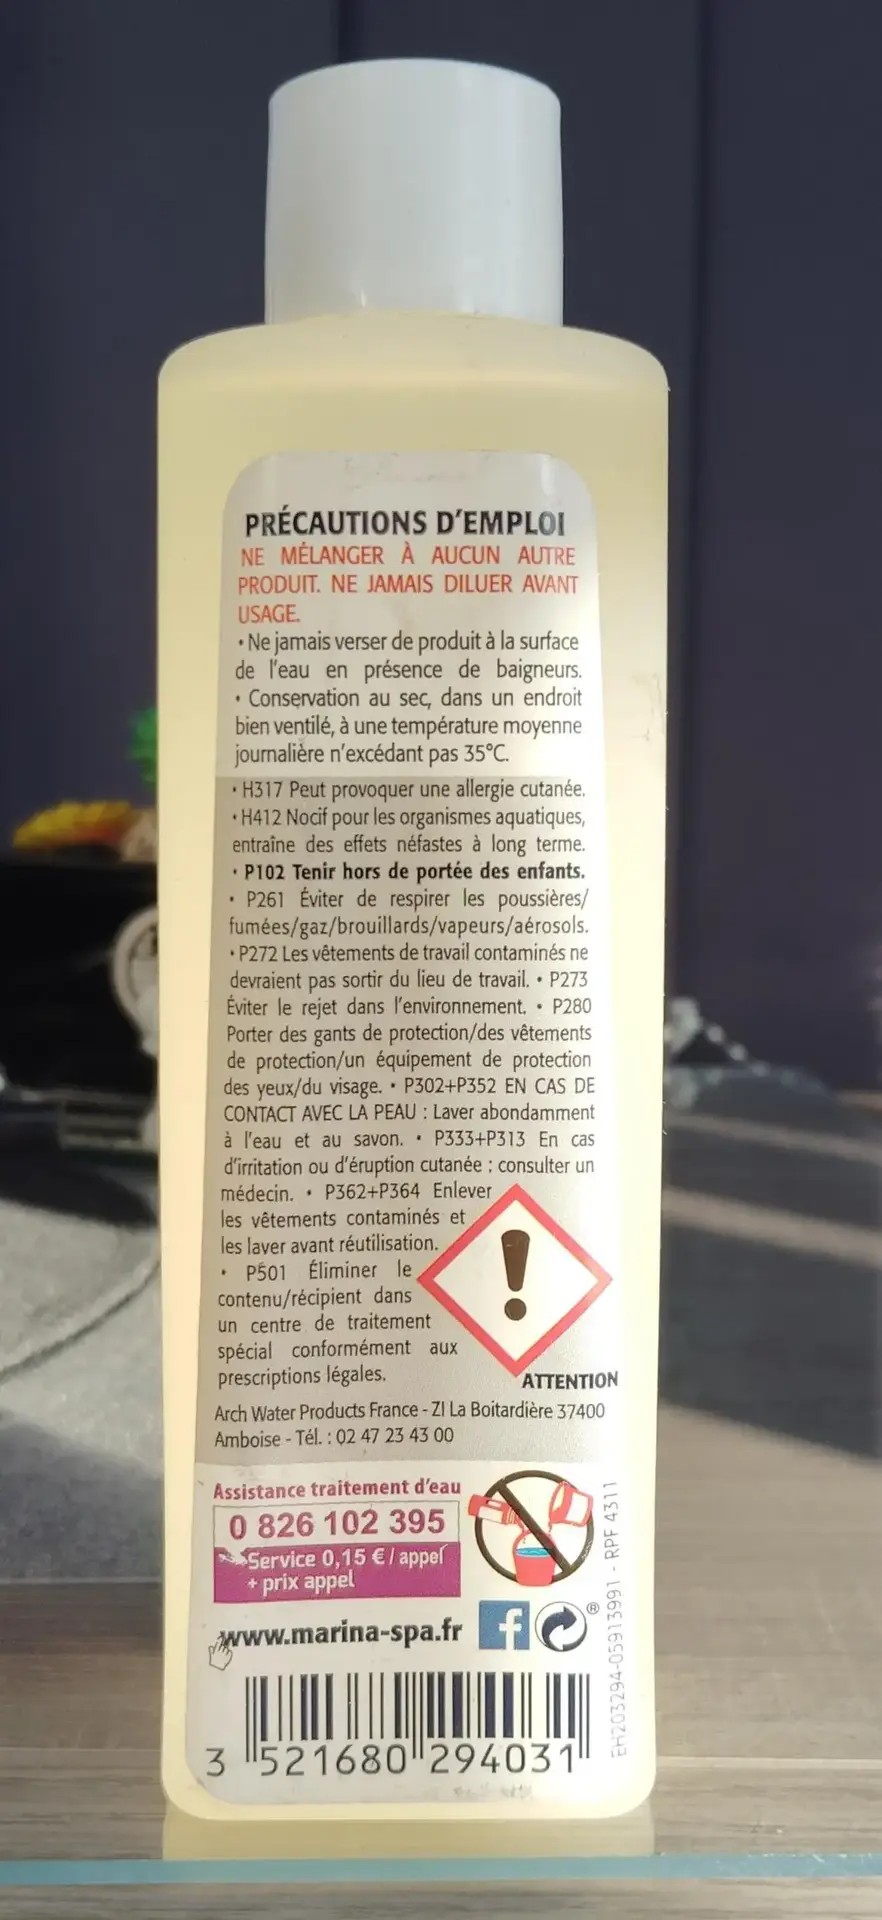 PRÉCAUTIONS D'EMPLOI
NE MÉLANGER À AUCUN AUTRE
PRODUIT. NE JAMAIS DILUER AVANT
USAGE.
• Ne jamais verser de produit à la surface
de l'eau en présence de baigneurs.
• Conservation au sec, dans un endroit
bien ventilé, à une température moyenne
journalière n'excédant pas 35°C.
• H317 Peut provoquer une allergie cutanée.
• H412 Nocif pour les organismes aquatiques,
entraîne des effets néfastes à long terme.
• P102 Tenir hors de portée des enfants.
• P261 Éviter de respirer les poussières/
fumées/gaz/brouillards/vapeurs/aérosols.
• P272 Les vêtements de travail contaminés ne
devraient pas sortir du lieu de travail. • P273
Éviter le rejet dans l'environnement. • P280
Porter des gants de protection/des vêtements
de protection/un équipement de protection
des yeux/du visage. • P302+P352 EN CAS DE
CONTACT AVEC LA PEAU : Laver abondamment
à l'eau et au savon. • P333+P313 En cas
d'irritation ou d'éruption cutanée : consulter un
médecin. • P362+P364 Enlever
les vêtements contaminés et
les laver avant réutilisation.
• P501 Éliminer le
contenu/récipient dans
un centre de traitement
spécial conformément aux
prescriptions légales.
ATTENTION
Arch Water Products France - ZI La Boitardière 37400
Amboise - Tél. : 02 47 23 43 00
Assistance traitement d'eau
0 826 102 395
Service 0,15 € / appel
+ prix appel
www.marina-spa.fr
f
®
EH203294-05913991 - RPF 4311
3 521680 294031